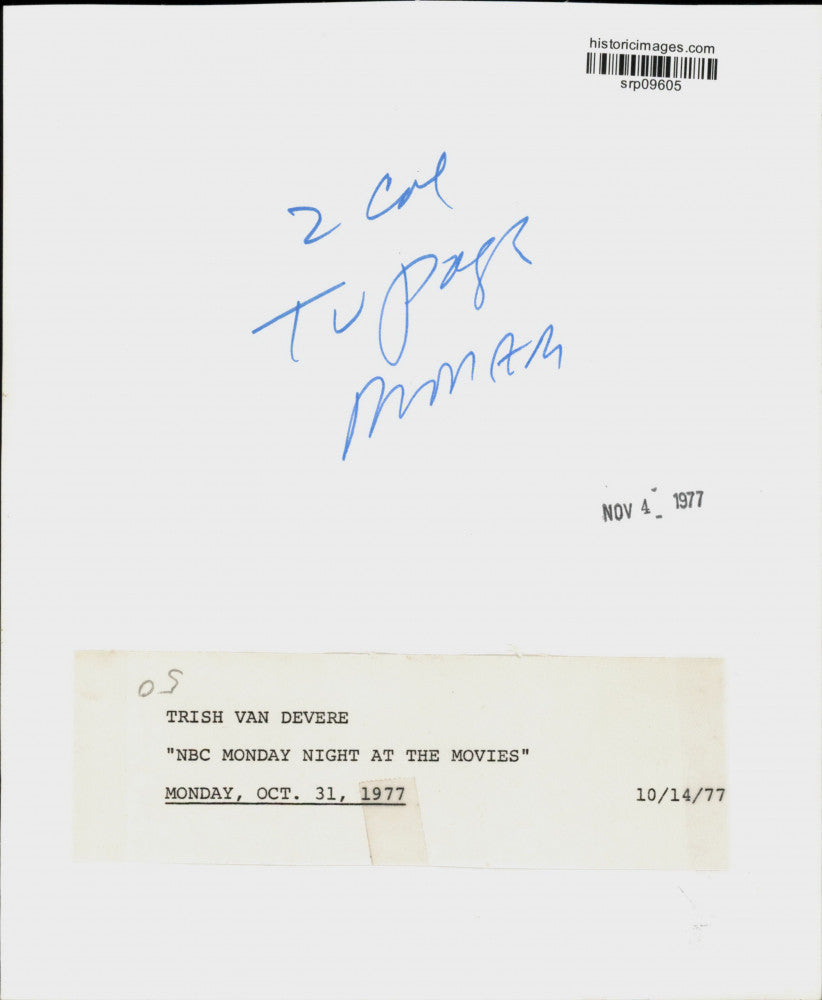 historicimages.com
srp09605
2 Col
TV page
NOV 4 1977
OS
TRISH VAN DEVERE
"NBC MONDAY NIGHT AT THE MOVIES"
MONDAY, OCT. 31, 1977
10/14/77